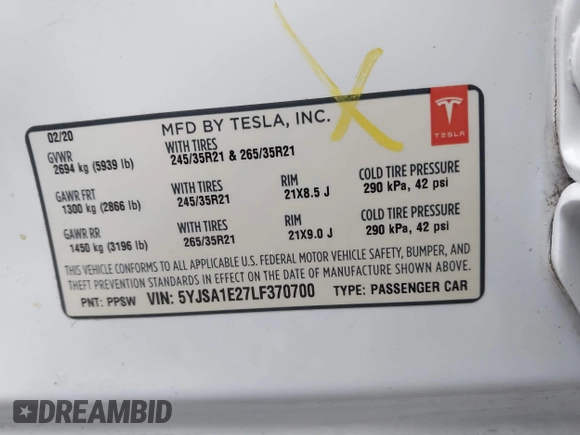 02/20 MFD BY TESLA, INC.
TESLA
GVWR WITH TIRES
2694 kg (5939 lb) 245/35R21 & 265/35R21
GAWR FRT WITH TIRES RIM COLD TIRE PRESSURE
1300 kg (2866 lb) 245/35R21 21X8.5 J 290 kPa, 42 psi
GAWR RR WITH TIRES RIM COLD TIRE PRESSURE
1450 kg (3196 lb) 265/35R21 21X9.0 J 290 kPa, 42 psi
THIS VEHICLE CONFORMS TO ALL APPLICABLE U.S. FEDERAL MOTOR VEHICLE SAFETY, BUMPER, AND
THEFT PREVENTION STANDARDS IN EFFECT ON THE DATE OF MANUFACTURE SHOWN ABOVE.
PNT: PPSW VIN: 5YJSA1E27LF370700 TYPE: PASSENGER CAR
DREAMBID